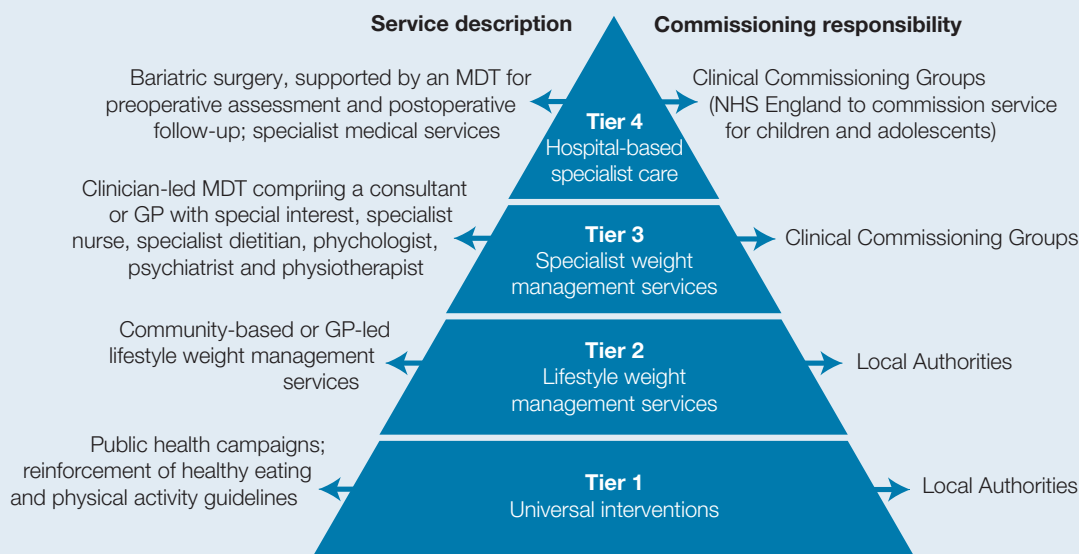 Service description
Commissioning responsibility
Bariatric surgery, supported by an MDT for
preoperative assessment and postoperative
follow-up; specialist medical services
Tier 4
Hospital-based
specialist care
Clinical Commissioning Groups
(NHS England to commission service
for children and adolescents)
Clinician-led MDT compriing a consultant
or GP with special interest, specialist
nurse, specialist dietitian, phychologist,
psychiatrist and physiotherapist
Tier 3
Specialist weight
management services
Clinical Commissioning Groups
Community-based or GP-led
lifestyle weight management
services
Tier 2
Lifestyle weight
management services
Local Authorities
Public health campaigns;
reinforcement of healthy eating
and physical activity guidelines
Tier 1
Universal interventions
Local Authorities